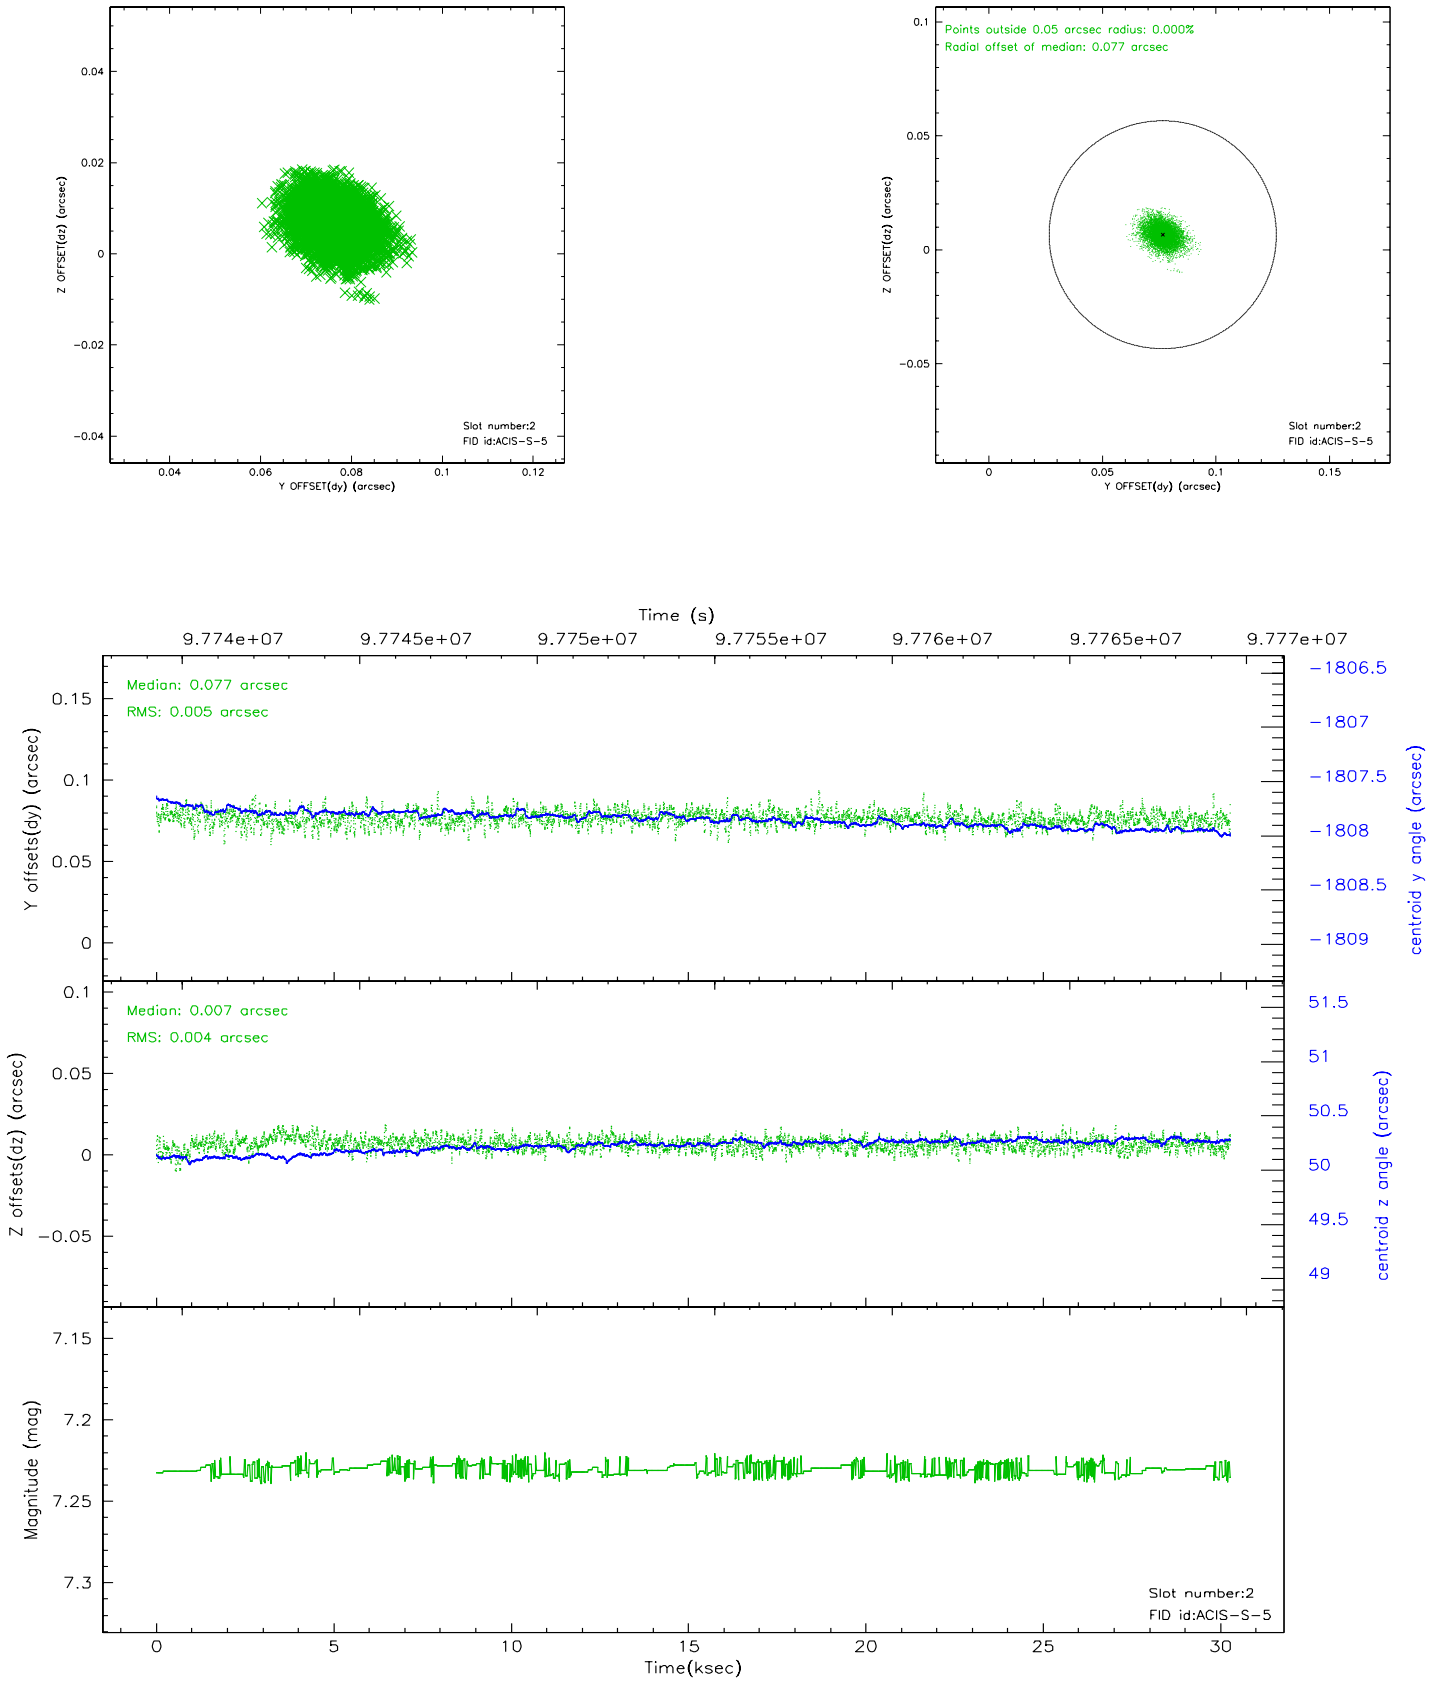 0.04
0.02
0
-0.02
-0.04
Z OFFSET(dz) (arcsec)
Slot number:2
FID id:ACIS-S-5
0.04 0.06 0.08 0.1 0.12
Y OFFSET(dy) (arcsec)
Points outside 0.05 arcsec radius: 0.000%
Radial offset of median: 0.077 arcsec
0.1
0.05
0
-0.05
Z OFFSET(dz) (arcsec)
Slot number:2
FID id:ACIS-S-5
0 0.05 0.1 0.15
Y OFFSET(dy) (arcsec)
Time (s)
9.774e+07 9.7745e+07 9.775e+07 9.7755e+07 9.776e+07 9.7765e+07 9.777e+07
Median: 0.077 arcsec
RMS: 0.005 arcsec
0.15
0.1
0.05
0
Y offsets(dy) (arcsec)
-1806.5
-1807
-1807.5
-1808
-1808.5
-1809
centroid y angle (arcsec)
Median: 0.007 arcsec
RMS: 0.004 arcsec
0.1
0.05
0
-0.05
Z offsets(dz) (arcsec)
51.5
51
50.5
50
49.5
49
centroid z angle (arcsec)
7.15
7.2
7.25
7.3
Magnitude (mag)
Slot number:2
FID id:ACIS-S-5
0 5 10 15 20 25 30
Time(ksec)